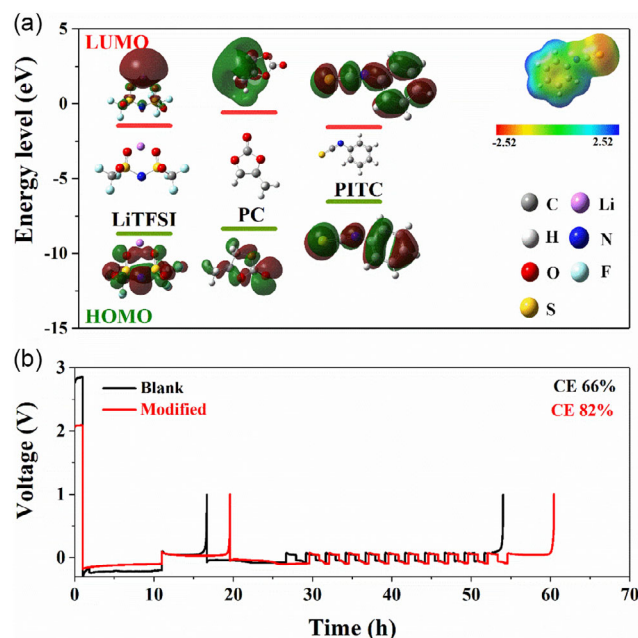 (a)
LUMO
Energy level (eV)
5
0
-5
-10
-15
LiTFSI
PC
PITC
HOMO
-2.52
2.52
C
Li
H
N
O
F
S
(b)
Blank
Modified
CE 66%
CE 82%
Voltage (V)
3
2
1
0
0
10
20
30
40
50
60
70
Time (h)